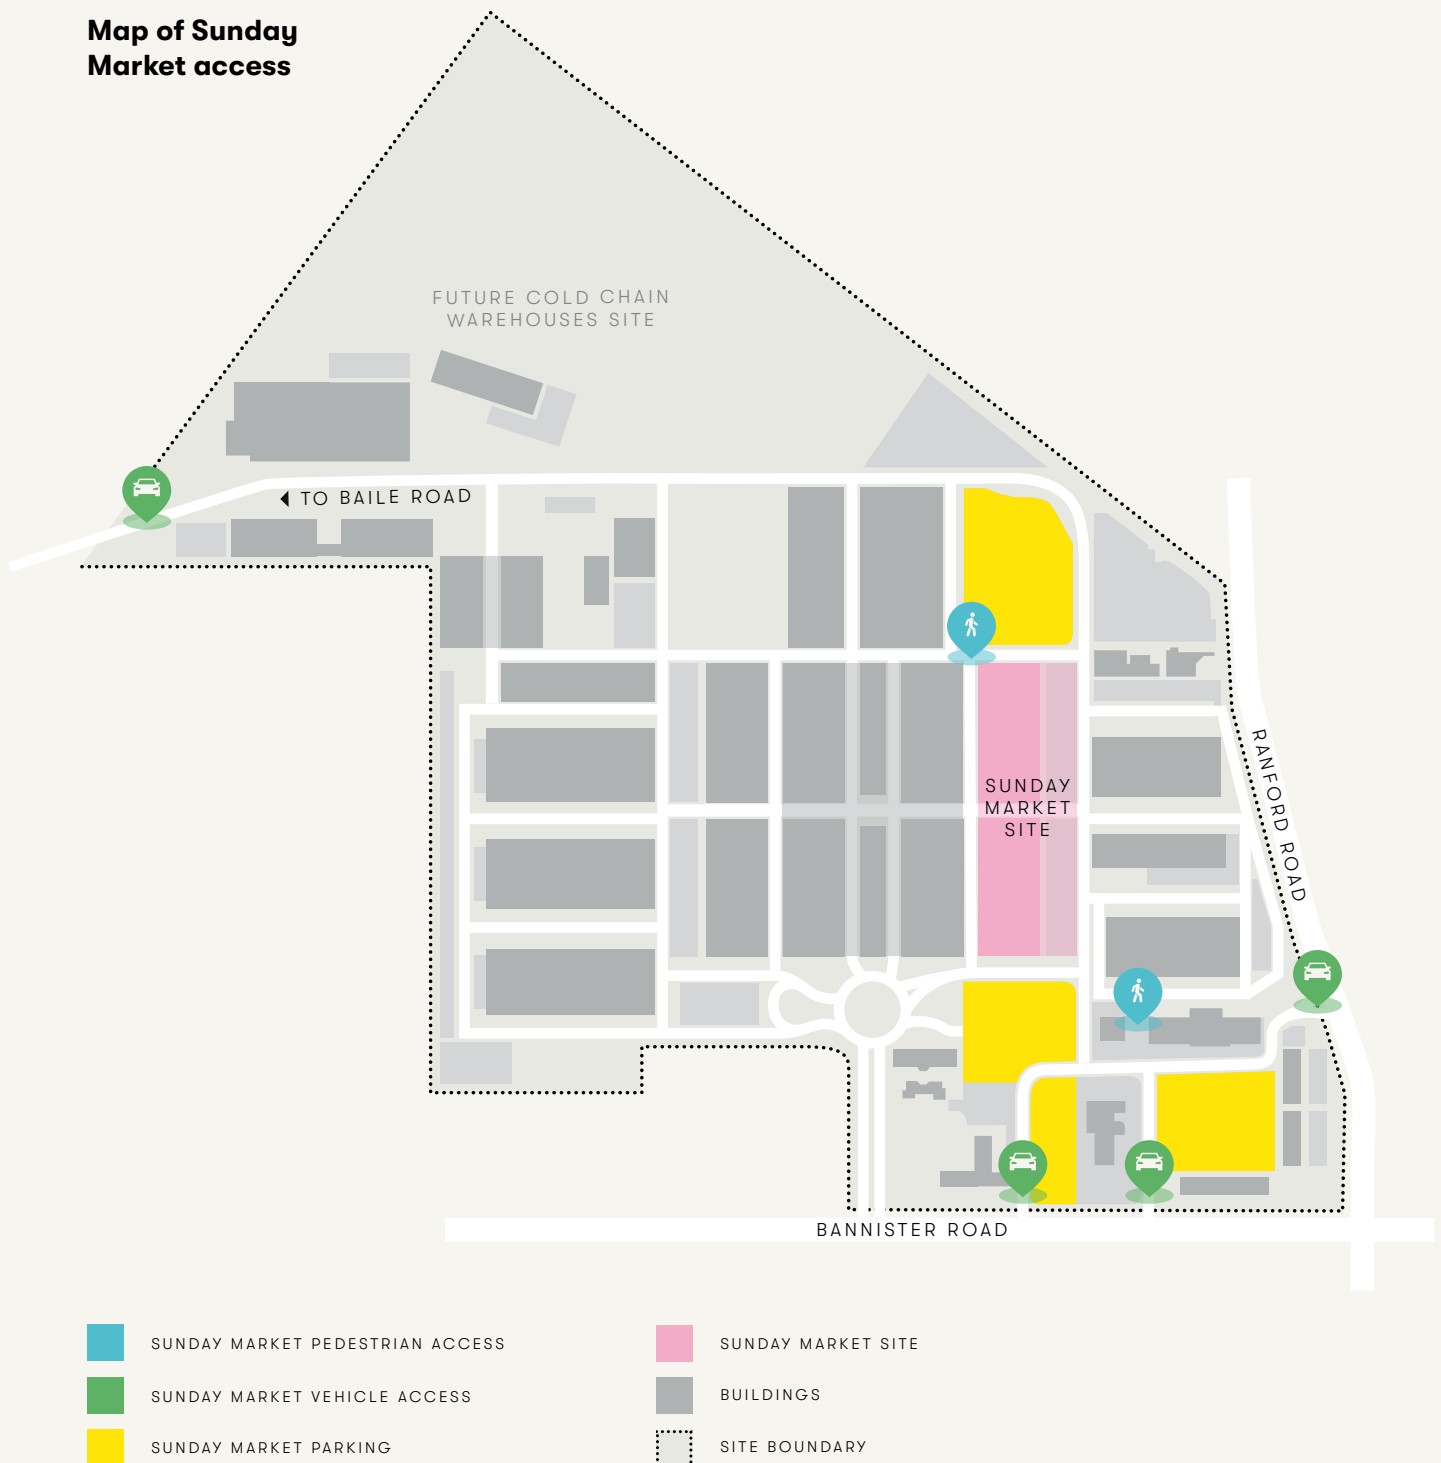 Map of Sunday
Market access
FUTURE COLD CHAIN
WAREHOUSES SITE
TO BAILE ROAD
SUNDAY
MARKET
SITE
RANFORD ROAD
BANNISTER ROAD
SUNDAY MARKET PEDESTRIAN ACCESS
SUNDAY MARKET SITE
SUNDAY MARKET VEHICLE ACCESS
BUILDINGS
SUNDAY MARKET PARKING
SITE BOUNDARY